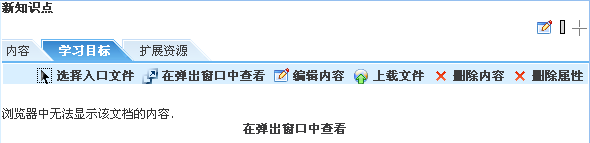 新知识点
内容 学习目标 扩展资源
选择入口文件 在弹出窗口中查看 编辑内容 上载文件 删除内容 删除属性
浏览器中无法显示该文档的内容.
在弹出窗口中查看